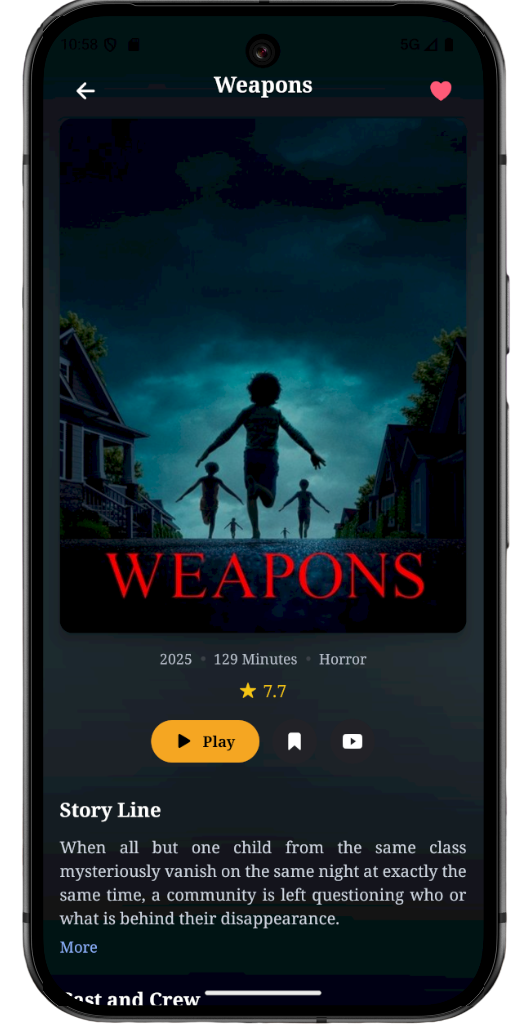 10:58
5G
Weapons
WEAPONS
2025 • 129 Minutes • Horror
7.7
Play
Story Line
When all but one child from the same class
mysteriously vanish on the same night at exactly the
same time, a community is left questioning who or
what is behind their disappearance.
More
Cast and Crew